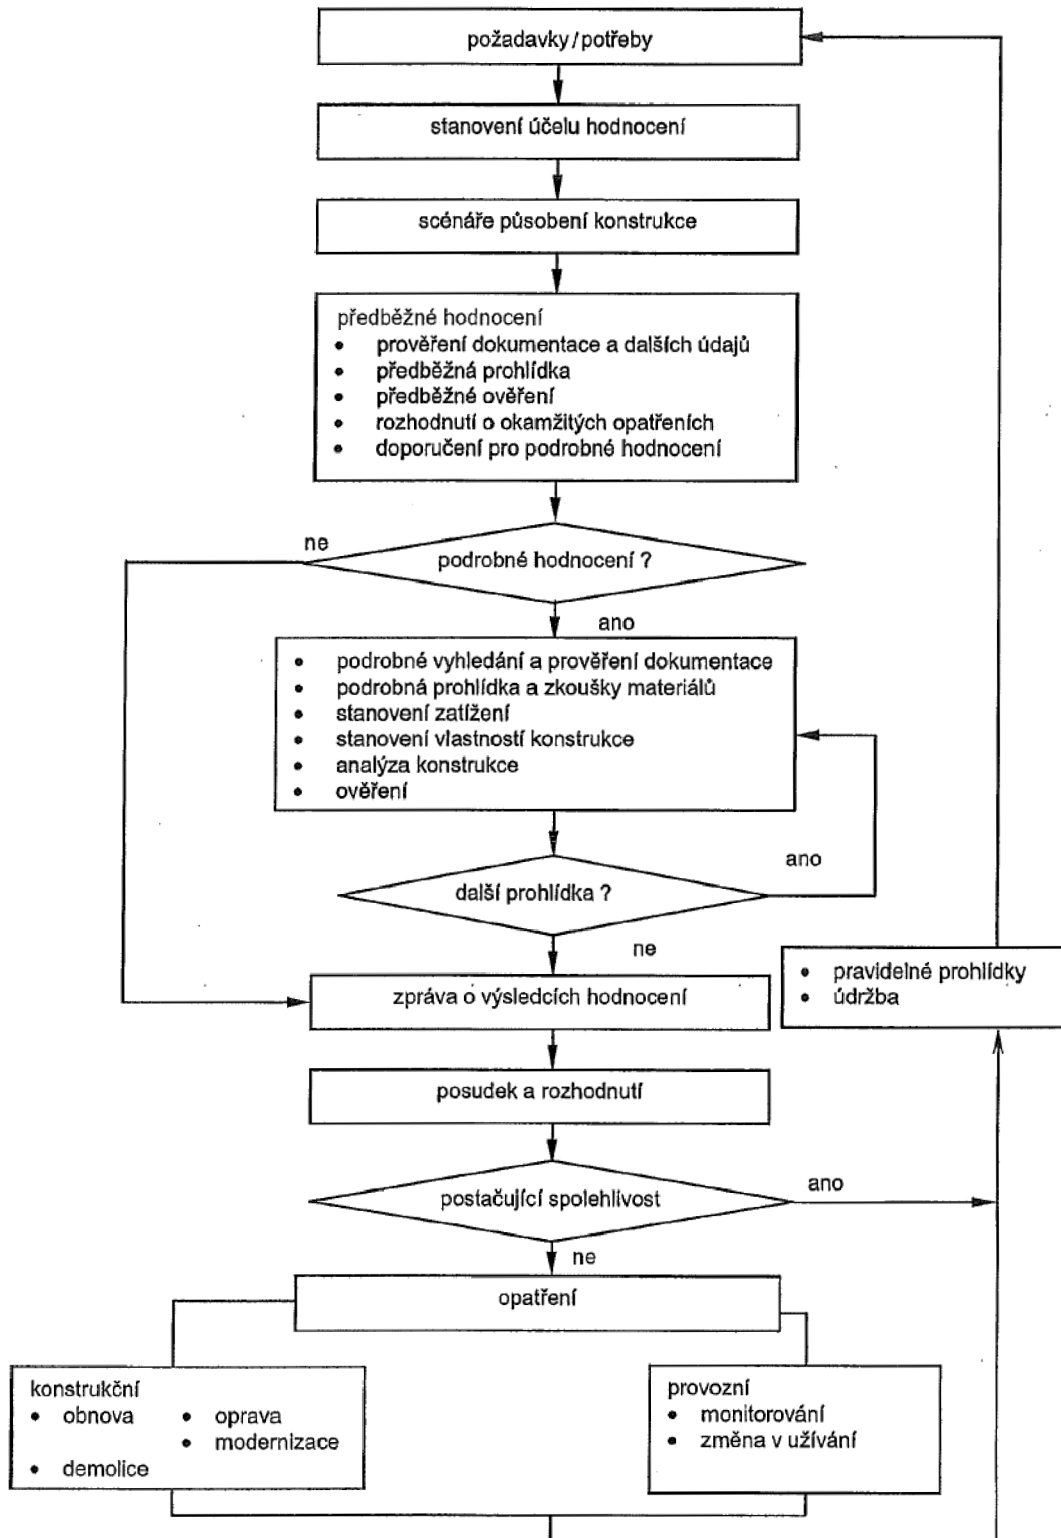 požadavky/potřeby
stanovení účelu hodnocení
scénáře působení konstrukce
předběžné hodnocení
• prověření dokumentace a dalších údajů
• předběžná prohlídka
• předběžné ověření
• rozhodnutí o okamžitých opatřeních
• doporučení pro podrobné hodnocení
ne
podrobné hodnocení ?
ano
• podrobné vyhledání a prověření dokumentace
• podrobná prohlídka a zkoušky materiálů
• stanovení zatížení
• stanovení vlastností konstrukce
• analýza konstrukce
• ověření
ano
další prohlídka ?
ne
• pravidelné prohlídky
• údržba
zpráva o výsledcích hodnocení
posudek a rozhodnutí
postačující spolehlivost
ano
ne
opatření
konstrukční
• obnova • oprava
• modernizace
• demolice
provozní
• monitorování
• změna v užívání